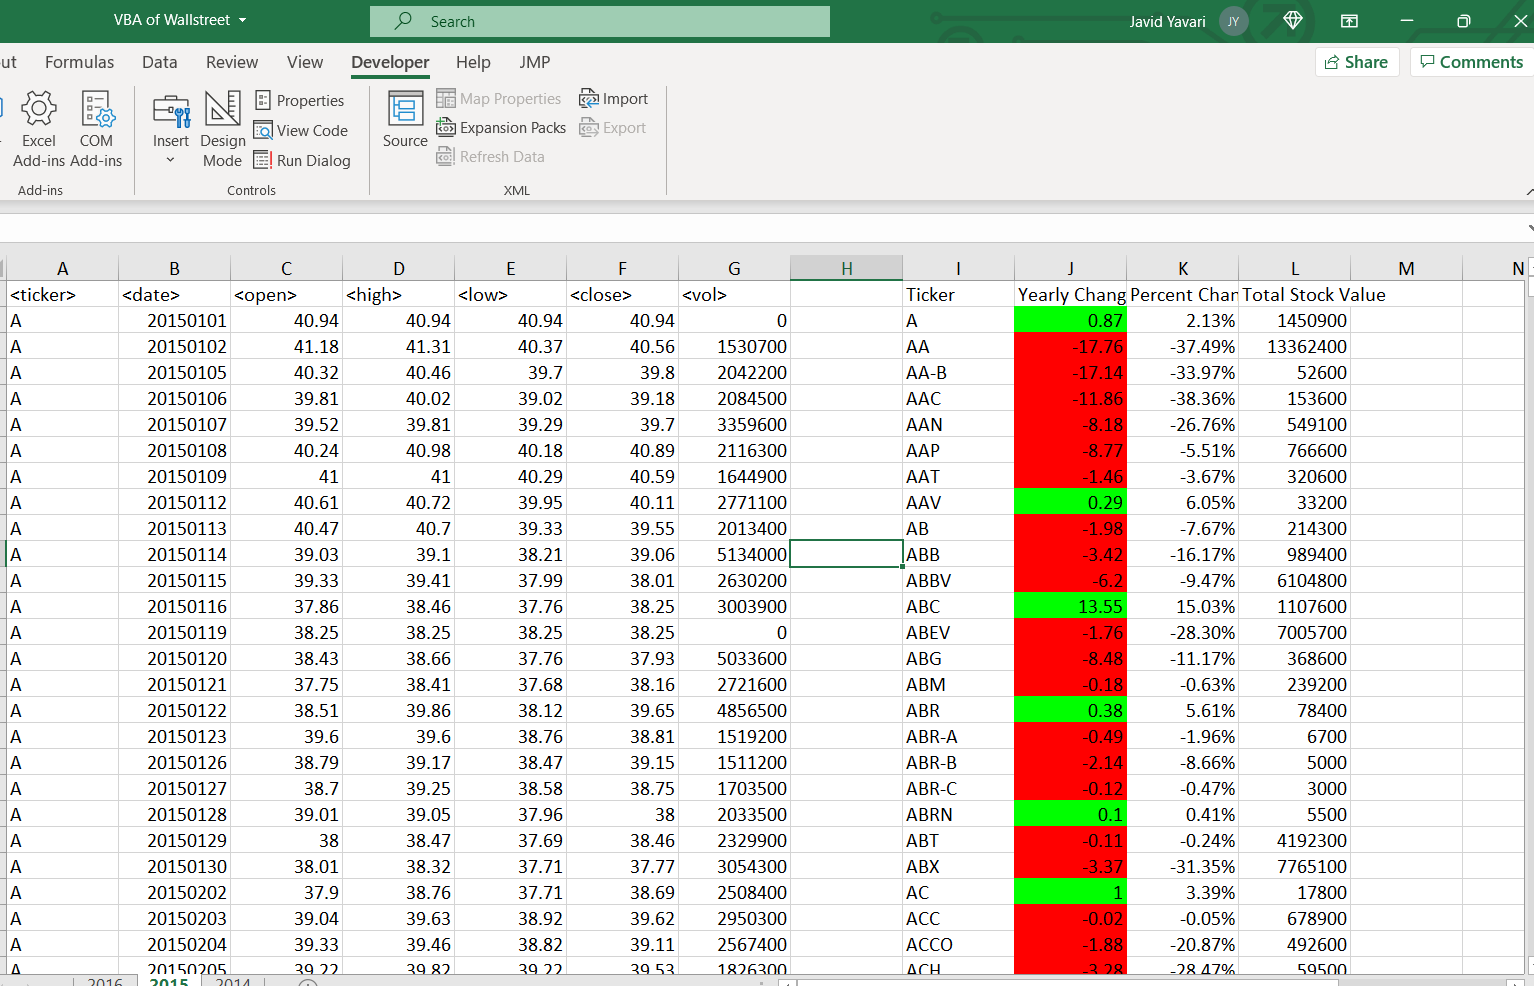 VBA of Wallstreet
Search
Javid Yavari JY
ut Formulas Data Review View Developer Help JMP Share Comments
Excel Add-ins
COM Add-ins
Add-ins
Insert
Design Mode
Properties
View Code
Run Dialog
Controls
Source
Map Properties
Expansion Packs
Refresh Data
Import
Export
XML
A B C D E F G H I J K L M N
<ticker> <date> <open> <high> <low> <close> <vol> Ticker Yearly Chang Percent Char Total Stock Value
A 20150101 40.94 40.94 40.94 40.94 0 A 0.87 2.13% 1450900
A 20150102 41.18 41.31 40.37 40.56 1530700 AA -17.76 -37.49% 13362400
A 20150105 40.32 40.46 39.7 39.8 2042200 AA-B -17.14 -33.97% 52600
A 20150106 39.81 40.02 39.02 39.18 2084500 AAC -11.86 -38.36% 153600
A 20150107 39.52 39.81 39.29 39.7 3359600 AAN -8.18 -26.76% 549100
A 20150108 40.24 40.98 40.18 40.89 2116300 AAP -8.77 -5.51% 766600
A 20150109 41 41 40.29 40.59 1644900 AAT -1.46 -3.67% 320600
A 20150112 40.61 40.72 39.95 40.11 2771100 AAV 0.29 6.05% 33200
A 20150113 40.47 40.7 39.33 39.55 2013400 AB -1.98 -7.67% 214300
A 20150114 39.03 39.1 38.21 39.06 5134000 ABB -3.42 -16.17% 989400
A 20150115 39.33 39.41 37.99 38.01 2630200 ABBV -6.2 -9.47% 6104800
A 20150116 37.86 38.46 37.76 38.25 3003900 ABC 13.55 15.03% 1107600
A 20150119 38.25 38.25 38.25 38.25 0 ABEV -1.76 -28.30% 7005700
A 20150120 38.43 38.66 37.76 37.93 5033600 ABG -8.48 -11.17% 368600
A 20150121 37.75 38.41 37.68 38.16 2721600 ABM -0.18 -0.63% 239200
A 20150122 38.51 39.86 38.12 39.65 4856500 ABR 0.38 5.61% 78400
A 20150123 39.6 39.6 38.76 38.81 1519200 ABR-A -0.49 -1.96% 6700
A 20150126 38.79 39.17 38.47 39.15 1511200 ABR-B -2.14 -8.66% 5000
A 20150127 38.7 39.25 38.58 38.75 1703500 ABR-C -0.12 -0.47% 3000
A 20150128 39.01 39.05 37.96 38 2033500 ABRN 0.1 0.41% 5500
A 20150129 38 38.47 37.69 38.46 2329900 ABT -0.11 -0.24% 4192300
A 20150130 38.01 38.32 37.71 37.77 3054300 ABX -3.37 -31.35% 7765100
A 20150202 37.9 38.76 37.71 38.69 2508400 AC 1 3.39% 17800
A 20150203 39.04 39.63 38.92 39.62 2950300 ACC -0.02 -0.05% 678900
A 20150204 39.33 39.46 38.82 39.11 2567400 ACCO -1.88 -20.87% 492600
A 20150205 39.22 39.82 39.22 39.53 1826300 ACH -3.28 -28.47% 59500
2016 2015 2014